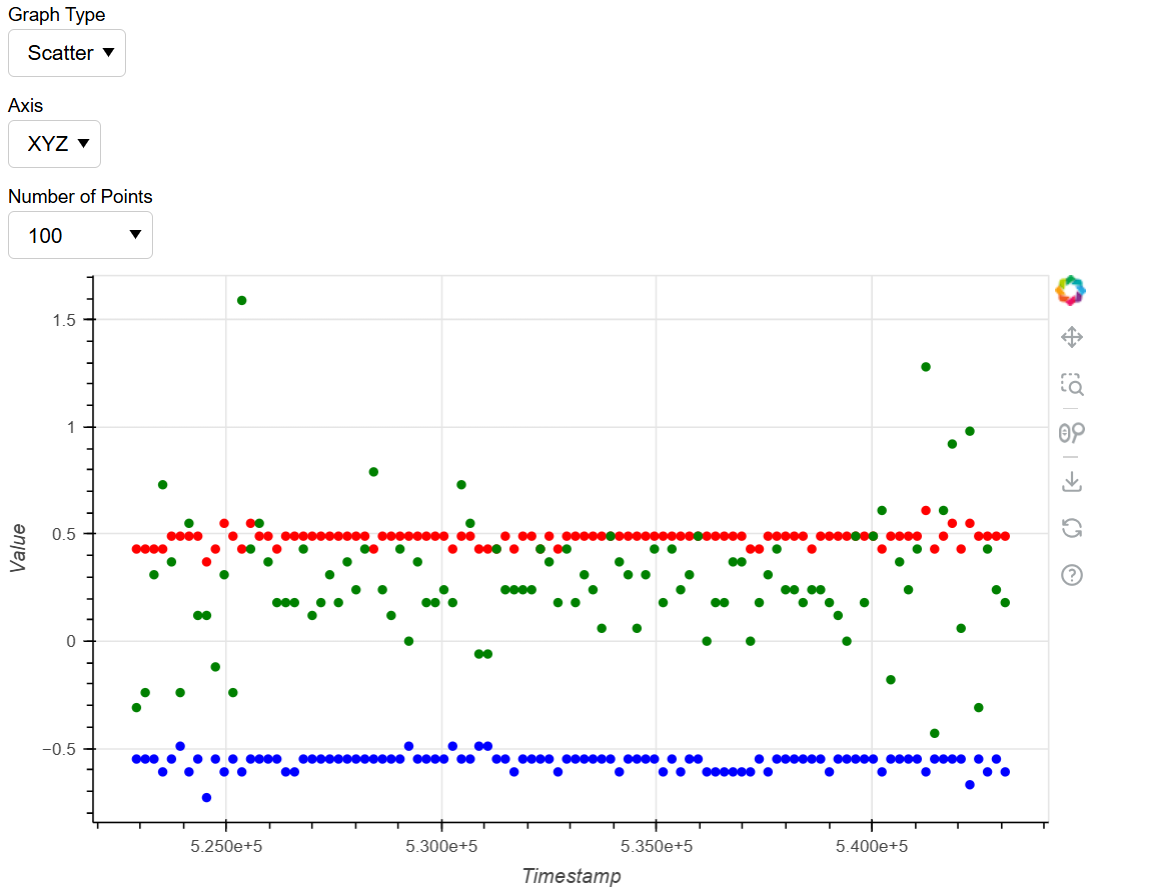 Graph Type
Scatter
Axis
XYZ
Number of Points
100
1.5
1
0.5
0
−0.5
Value
5.250e+5 5.300e+5 5.350e+5 5.400e+5
Timestamp